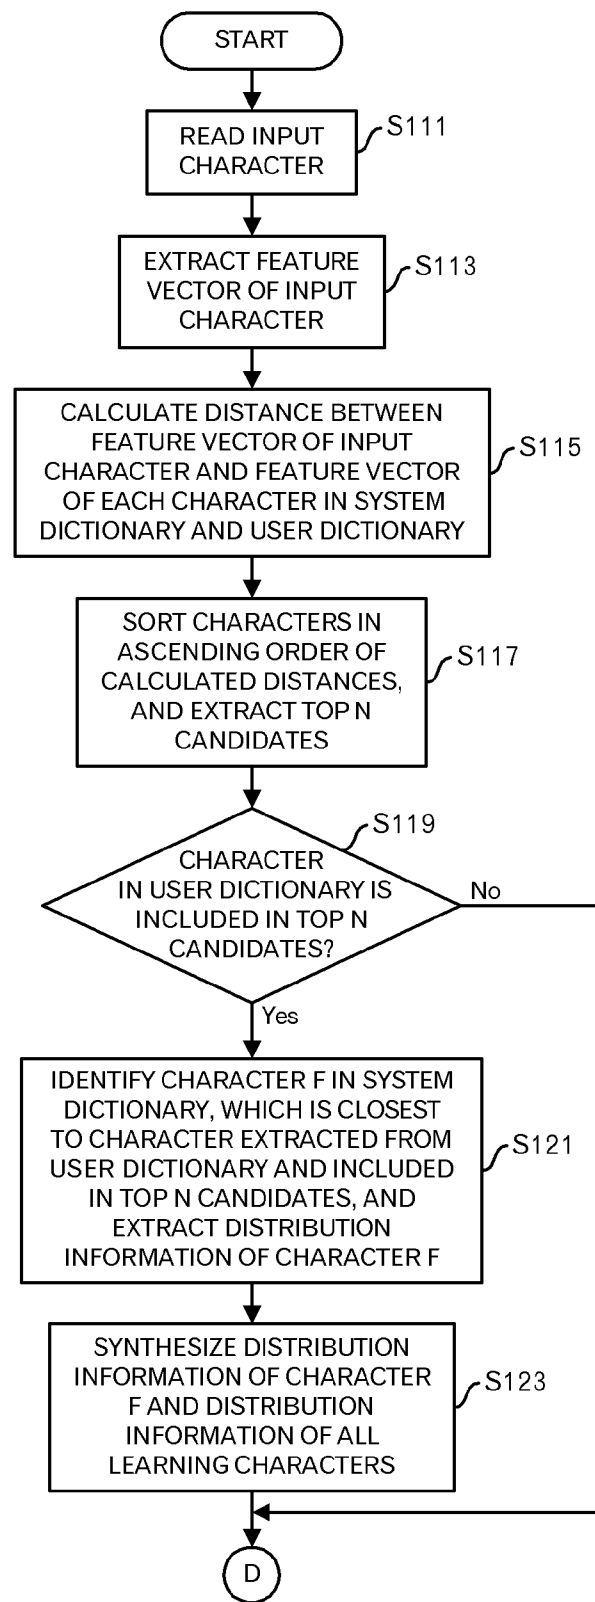 START
READ INPUT
CHARACTER
S111
EXTRACT FEATURE
VECTOR OF INPUT
CHARACTER
S113
CALCULATE DISTANCE BETWEEN
FEATURE VECTOR OF INPUT
CHARACTER AND FEATURE VECTOR
OF EACH CHARACTER IN SYSTEM
DICTIONARY AND USER DICTIONARY
S115
SORT CHARACTERS IN
ASCENDING ORDER OF
CALCULATED DISTANCES,
AND EXTRACT TOP N
CANDIDATES
S117
S119
CHARACTER
IN USER DICTIONARY IS
INCLUDED IN TOP N
CANDIDATES?
No
Yes
IDENTIFY CHARACTER F IN SYSTEM
DICTIONARY, WHICH IS CLOSEST
TO CHARACTER EXTRACTED FROM
USER DICTIONARY AND INCLUDED
IN TOP N CANDIDATES, AND
EXTRACT DISTRIBUTION
INFORMATION OF CHARACTER F
S121
SYNTHESIZE DISTRIBUTION
INFORMATION OF CHARACTER
F AND DISTRIBUTION
INFORMATION OF ALL
LEARNING CHARACTERS
S123
D